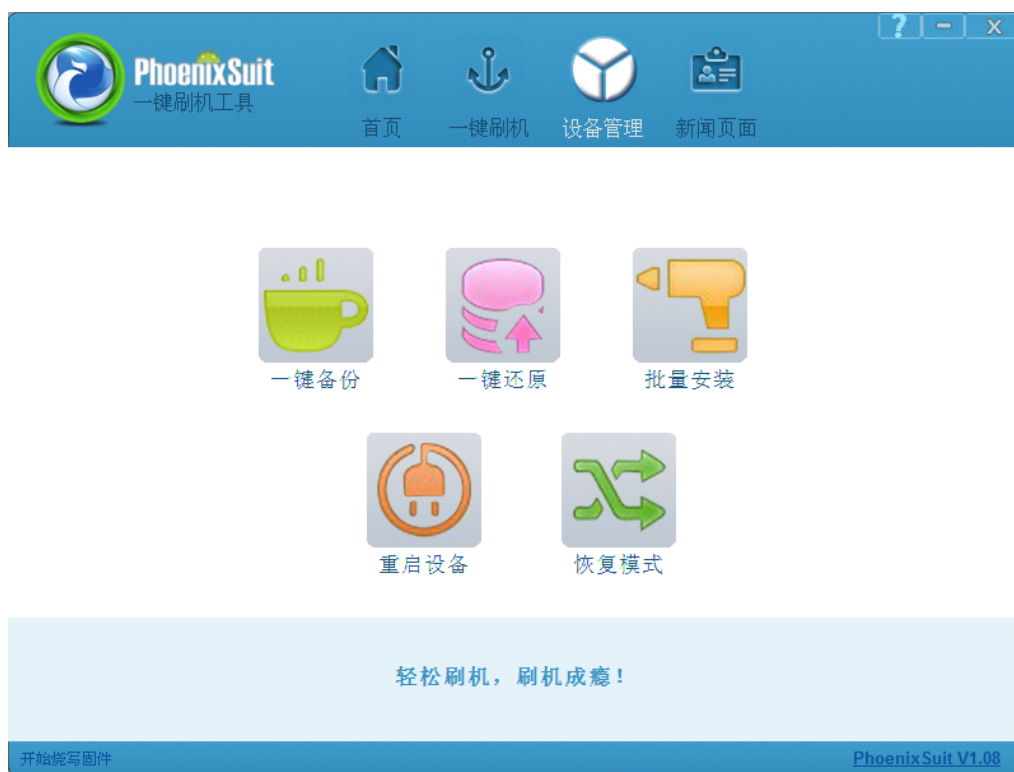 ? - x
PhoenixSuit
一键刷机工具
首页 一键刷机 设备管理 新闻页面
一键备份 一键还原 批量安装
重启设备 恢复模式
轻松刷机，刷机成瘾！
开始烧写固件 PhoenixSuit V1.08